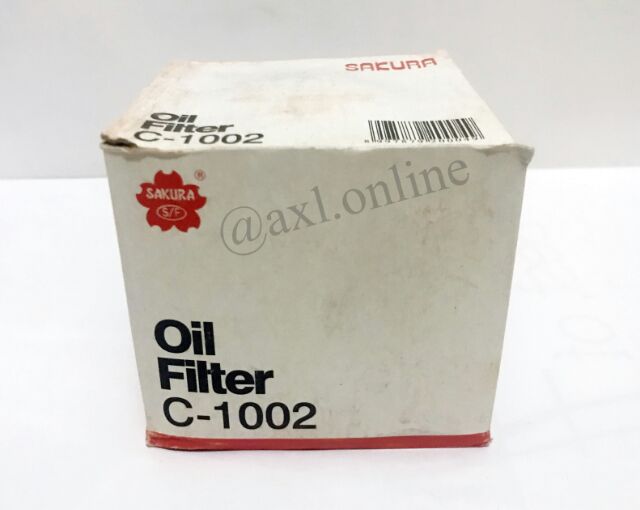 SAKURA
Oil
Filter
C-1002
SAKURA ®
S/F
@axl.online
Oil
Filter
C-1002